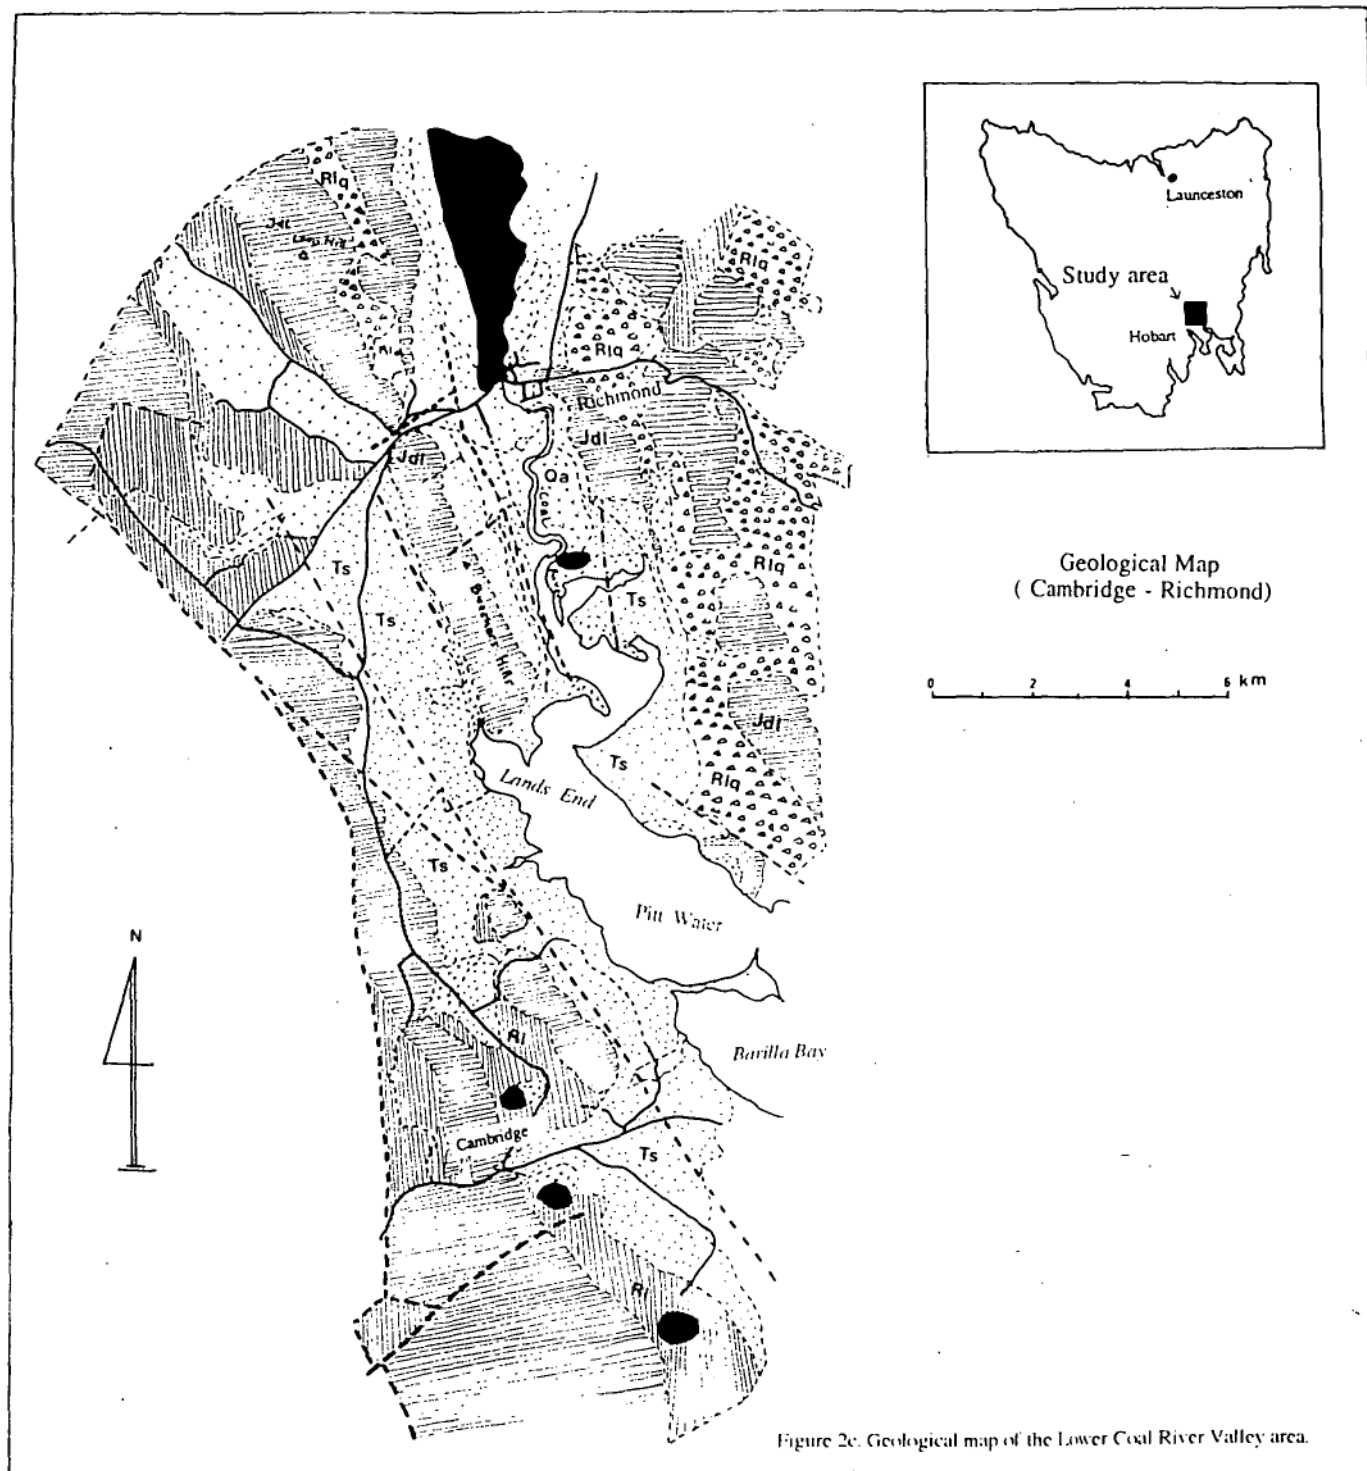 Launceston
Study area
Hobart
Geological Map
( Cambridge - Richmond)
0 2 4 6 km
Rlq
Rlq
Rlq
Richmond
Jdl
Jdl
Qa
Rlq
Ts
Ts
Ts
Jdl
Ts
Rlq
Lands End
Ts
Pitt Water
N
Rl
Barilla Bay
Cambridge
Ts
Rl
Figure 2c. Geological map of the Lower Coal River Valley area.